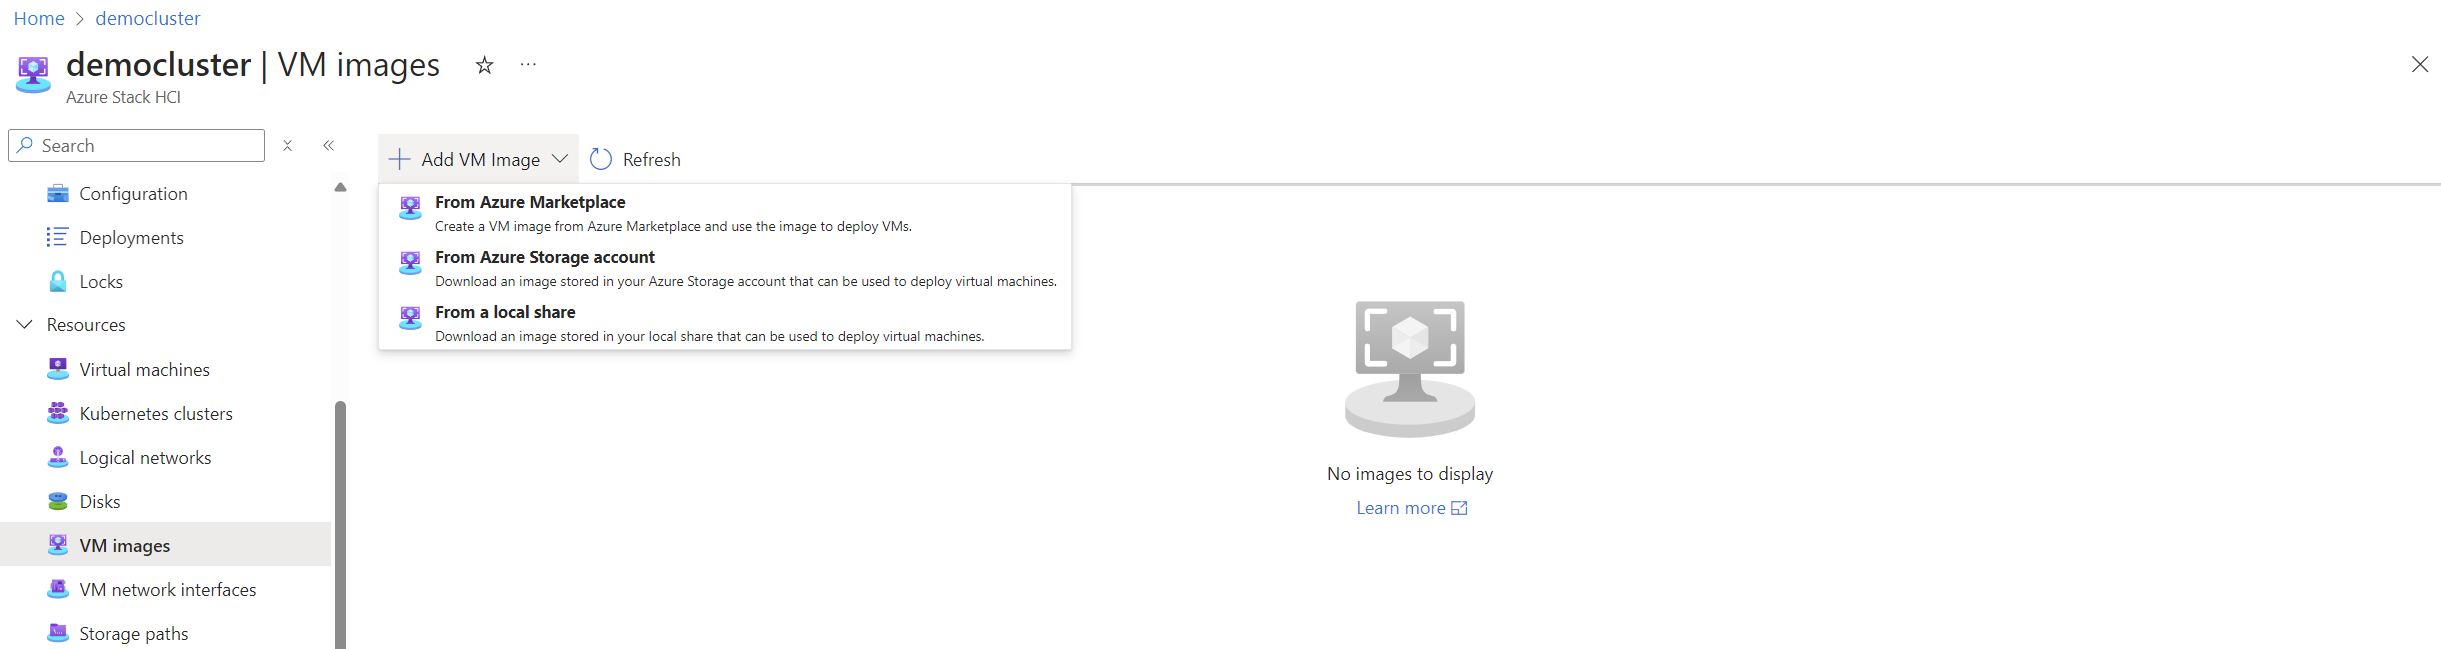 Home > democluster
democluster | VM images
Azure Stack HCI
Search
Configuration
Deployments
Locks
Resources
Virtual machines
Kubernetes clusters
Logical networks
Disks
VM images
VM network interfaces
Storage paths
Add VM Image
Refresh
From Azure Marketplace
Create a VM image from Azure Marketplace and use the image to deploy VMs.
From Azure Storage account
Download an image stored in your Azure Storage account that can be used to deploy virtual machines.
From a local share
Download an image stored in your local share that can be used to deploy virtual machines.
No images to display
Learn more